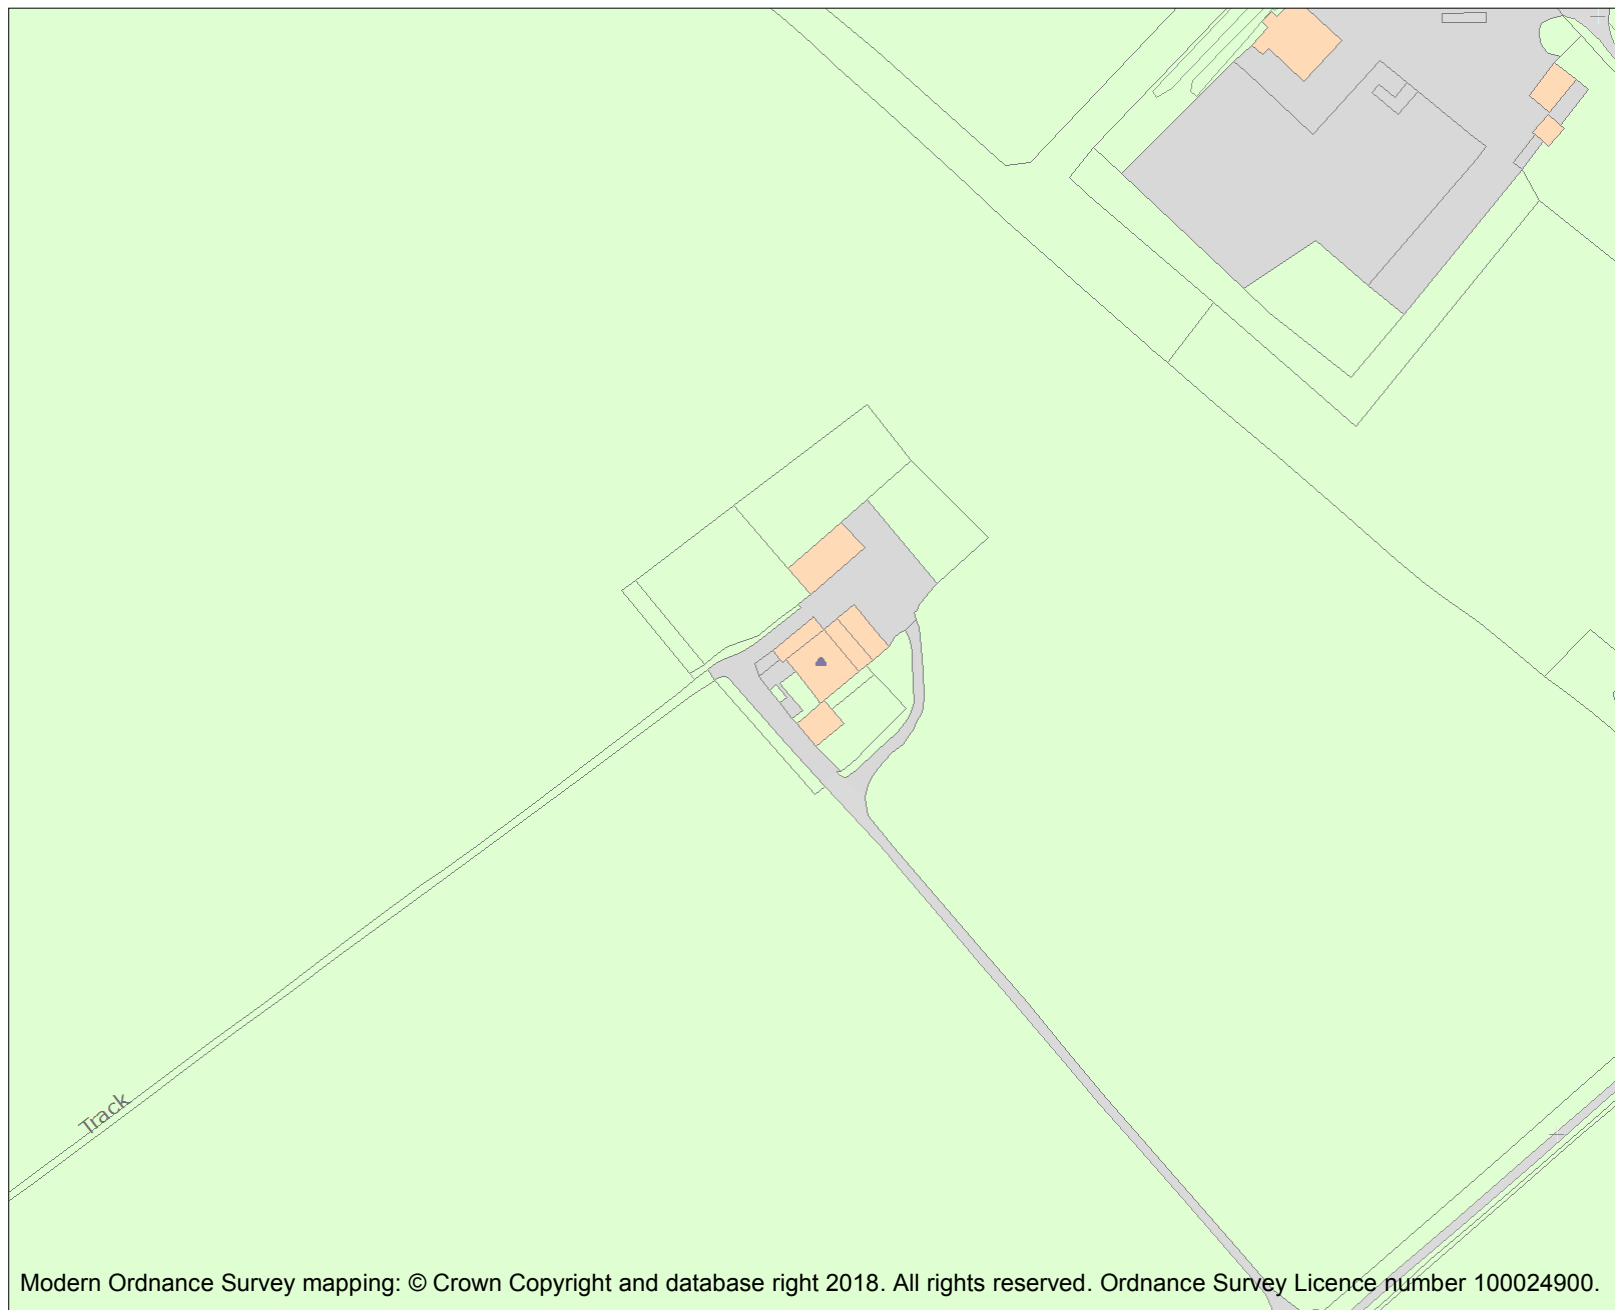 Track
Modern Ordnance Survey mapping: © Crown Copyright and database right 2018. All rights reserved. Ordnance Survey Licence number 100024900.